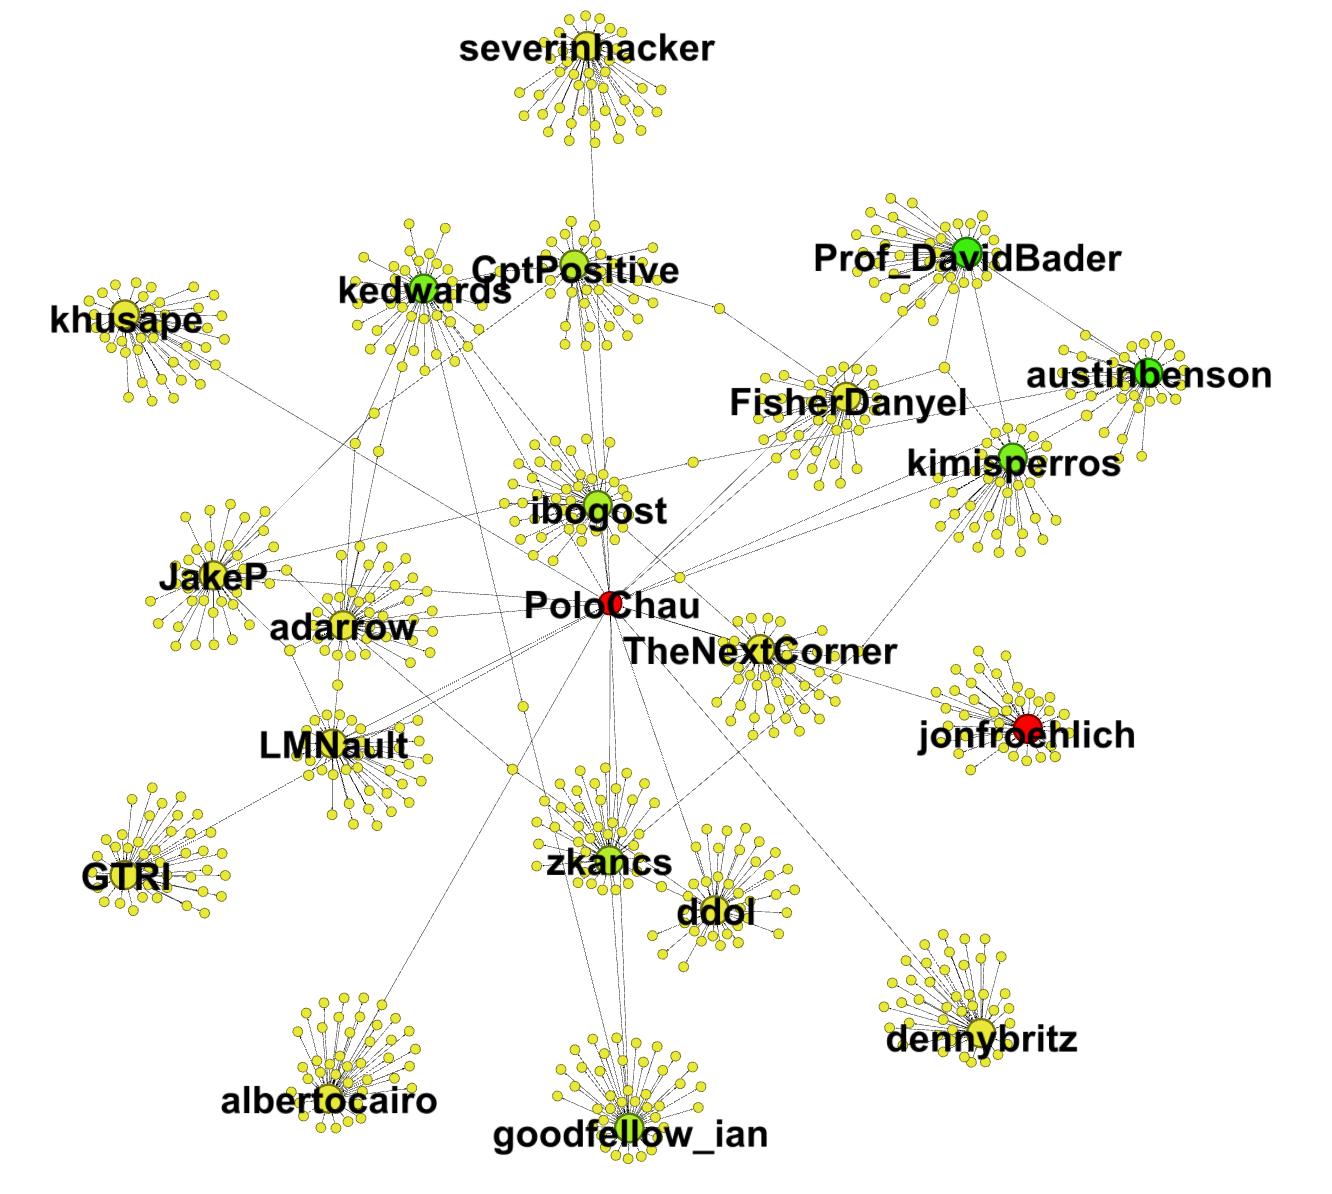 severinhacker
Prof_DavidBader
CptPositive
kedwards
khusape
austinbenson
FisherDanyel
kimisperros
ibogost
JakeP
PoloChau
adarrow
TheNextCorner
jonfroehlich
LMNault
zkancs
GTRI
ddol
dennybritz
albertocairo
goodfellow_ian